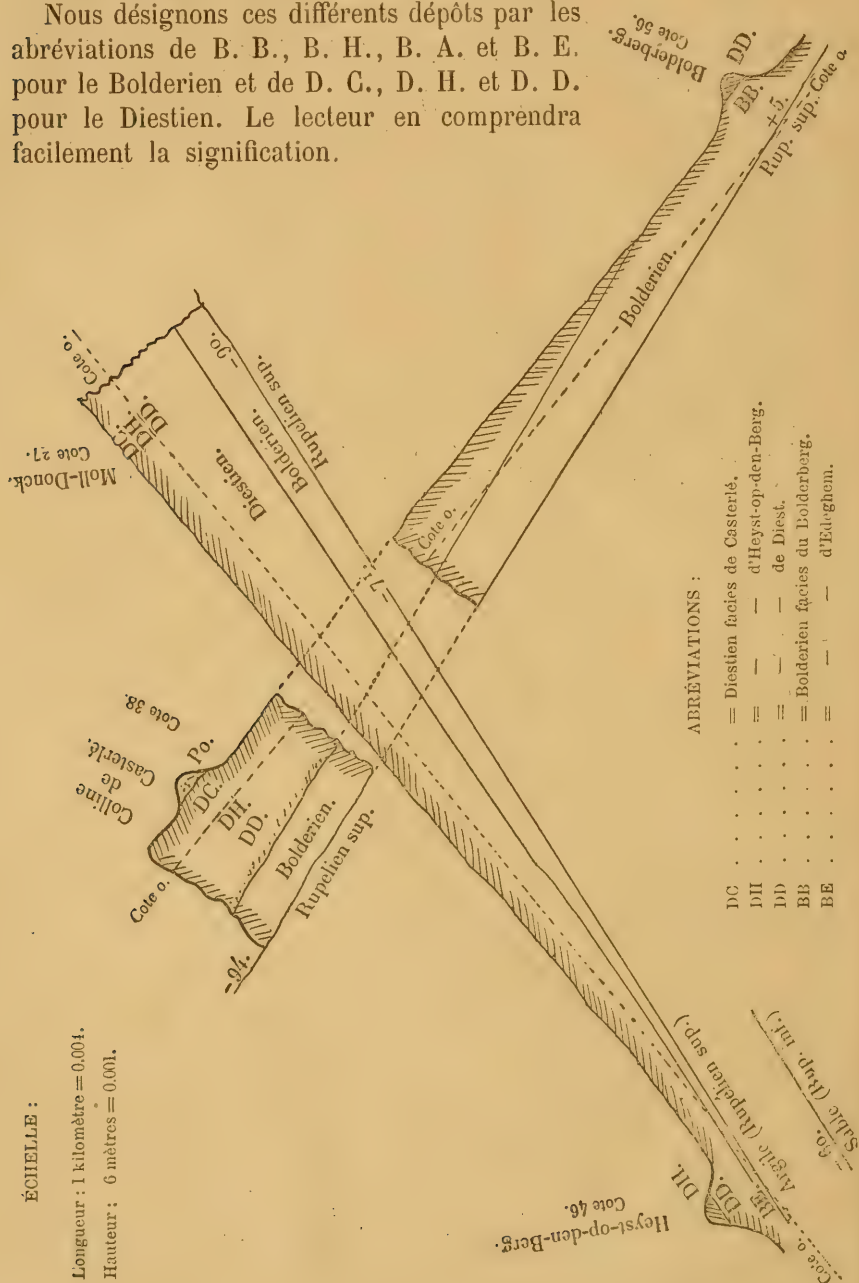 Nous désignons ces différents dépôts par les
abréviations de B. B., B. H., B. A. et B. E.
pour le Bolderien et de D. C., D. H. et D. D.
pour le Diestien. Le lecteur en comprendra
facilement la signification.
Bolderberg.
Cote 56.
DD.
BB.
+5.
Rup. sup.
Cote 0.
Bolderien.
Cote 0.
Moll-Donck.
Cote 27.
Cote 0.
DC.
DH.
DD.
Diestien.
Bolderien.
Rupelien sup.
-90.
-71
Colline
de
Casterlé.
Cote 38.
Po.
DC.
DH.
DD.
Bolderien.
Rupelien sup.
Cote 0.
-94.
Heyst-op-den-Berg.
Cote 46.
DH.
DD.
BE.
Argile (Rupelien sup.)
Cote 0.
60.
Sable (Rup. inf.)
ÉCHELLE :
Longueur : 1 kilomètre = 0.004.
Hauteur : 6 mètres = 0.001.
ABRÉVIATIONS :
DC . . . . . = Diestien facies de Casterlé.
DH . . . . . = — — d'Heyst-op-den-Berg.
DD . . . . . = — — de Diest.
BB . . . . . = Bolderien facies du Bolderberg.
BE . . . . . = — — d'Edeghem.